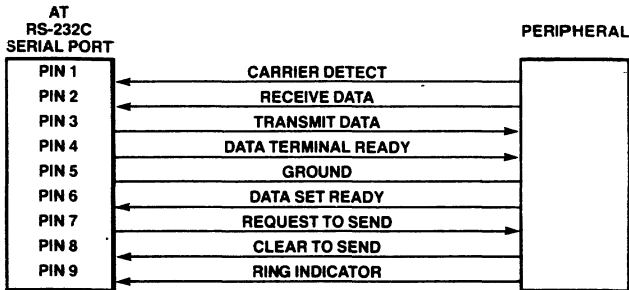 AT
RS-232C
SERIAL PORT
PERIPHERAL
PIN 1 CARRIER DETECT
PIN 2 RECEIVE DATA
PIN 3 TRANSMIT DATA
PIN 4 DATA TERMINAL READY
PIN 5 GROUND
PIN 6 DATA SET READY
PIN 7 REQUEST TO SEND
PIN 8 CLEAR TO SEND
PIN 9 RING INDICATOR